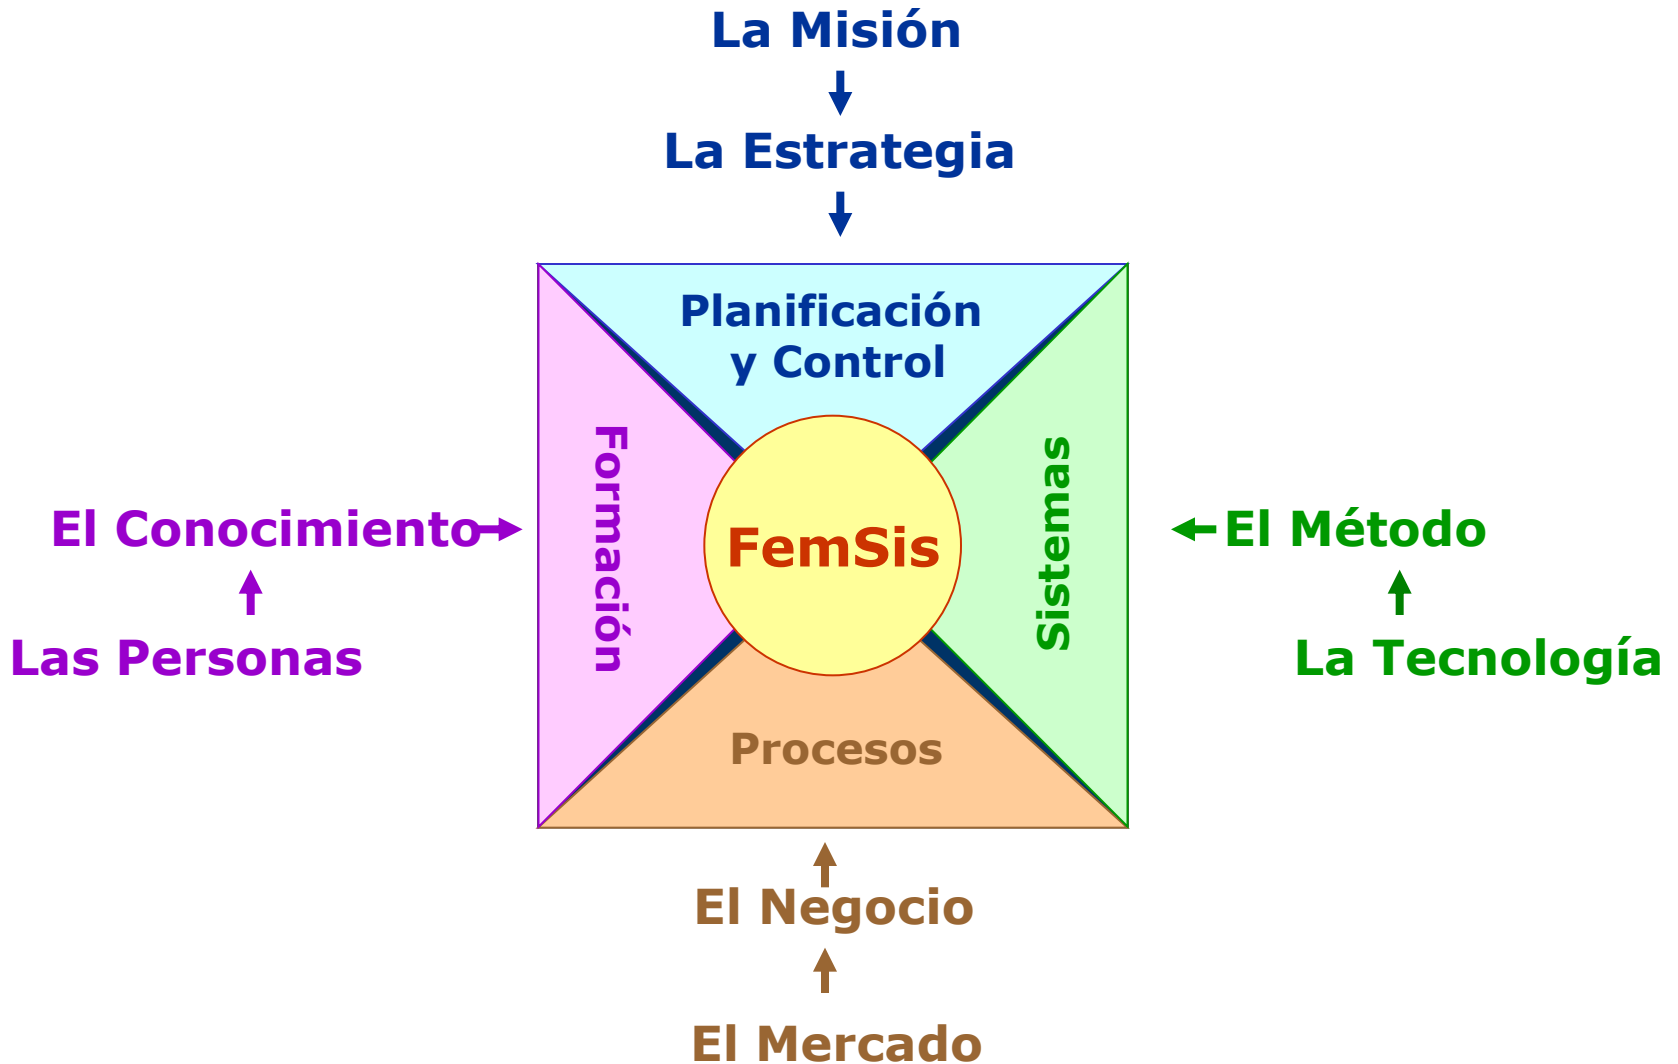 La Misión
La Estrategia
Planificación
y Control
Formación
FemSis
Sistemas
El Conocimiento
Las Personas
El Método
La Tecnología
Procesos
El Negocio
El Mercado